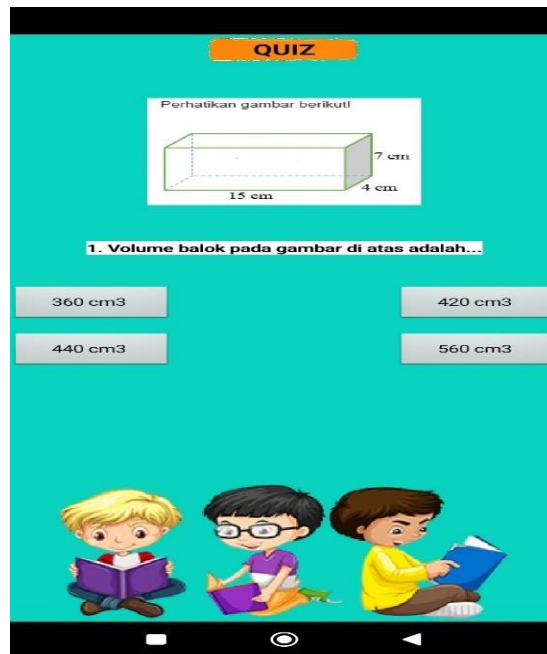 QUIZ
Perhatikan gambar berikut!
7 cm
4 cm
15 cm
1. Volume balok pada gambar di atas adalah...
360 cm3
420 cm3
440 cm3
560 cm3